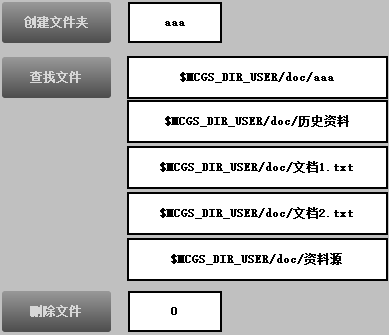 创建文件夹 aaa
查找文件 $MCGS_DIR_USER/doc/aaa
$MCGS_DIR_USER/doc/历史资料
$MCGS_DIR_USER/doc/文档1.txt
$MCGS_DIR_USER/doc/文档2.txt
$MCGS_DIR_USER/doc/资料源
删除文件 0